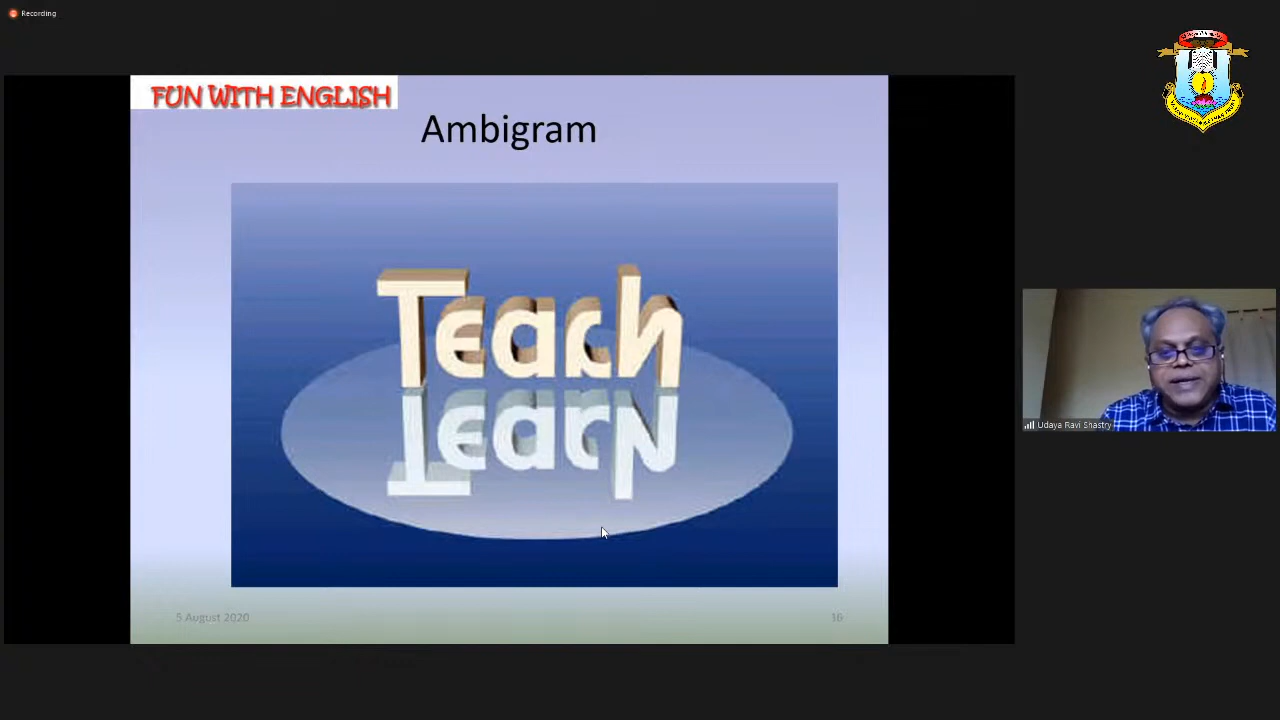 Recording
FUN WITH ENGLISH
Ambigram
Teach
Learn
Udaya Ravi Shastry
5 August 2020
16